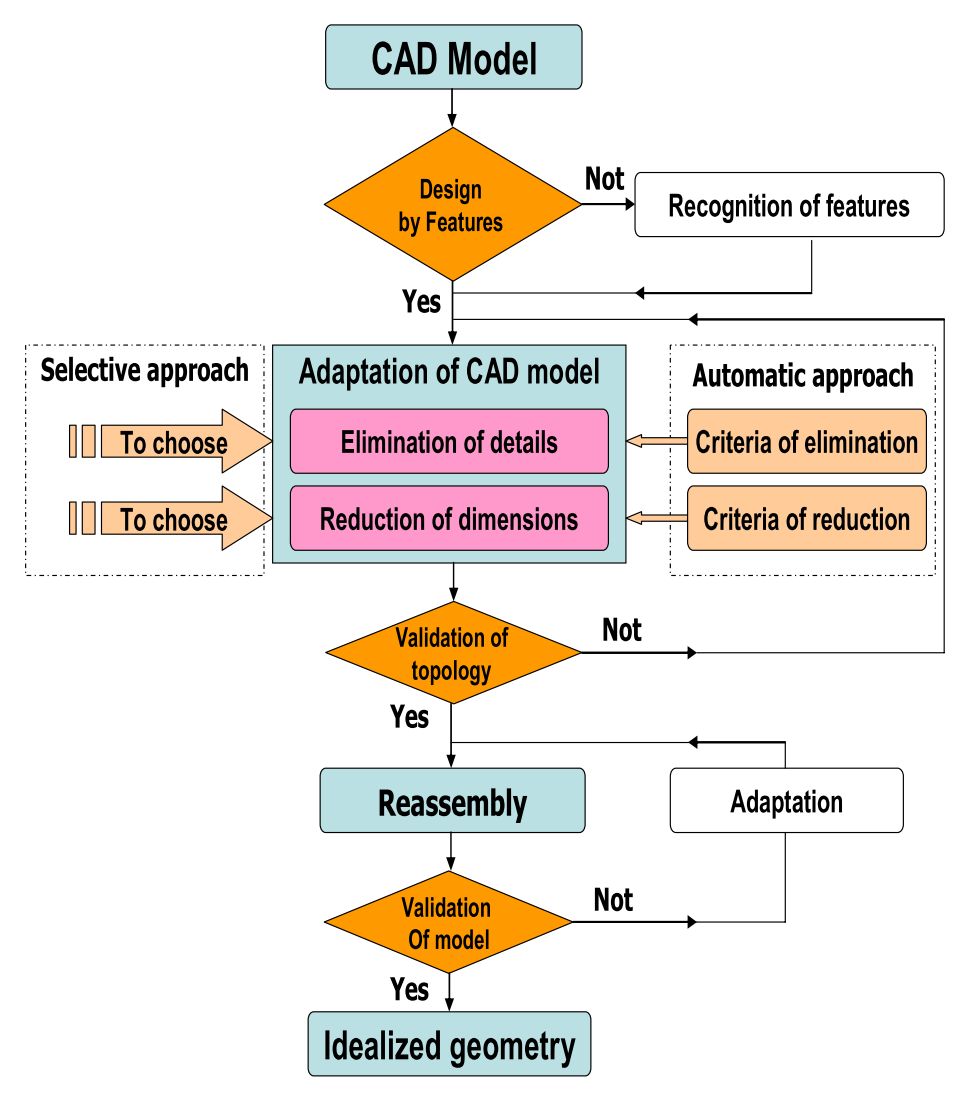 CAD Model
Design
by Features
Not
Recognition of features
Yes
Selective approach
Adaptation of CAD model
Automatic approach
To choose
Elimination of details
Criteria of elimination
To choose
Reduction of dimensions
Criteria of reduction
Validation of
topology
Not
Yes
Reassembly
Adaptation
Validation
Of model
Not
Yes
Idealized geometry